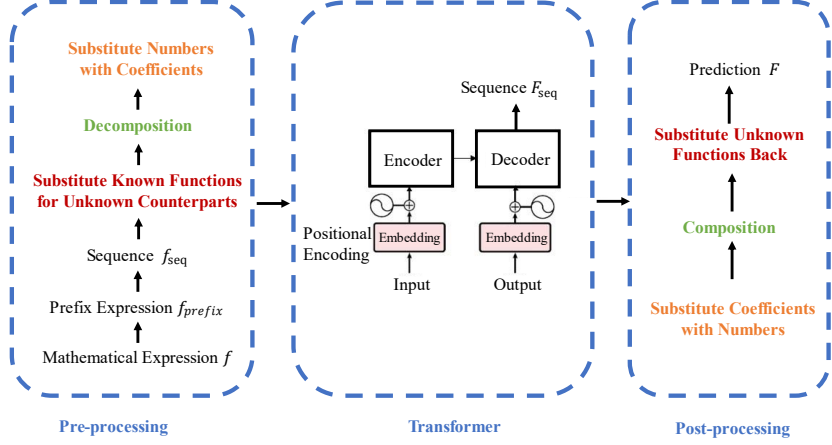 Substitute Numbers
with Coefficients
Decomposition
Substitute Known Functions
for Unknown Counterparts
Sequence f_seq
Prefix Expression f_prefix
Mathematical Expression f
Pre-processing
Sequence F_seq
Encoder
Decoder
Positional
Encoding
Embedding
Embedding
Input
Output
Transformer
Prediction F
Substitute Unknown
Functions Back
Composition
Substitute Coefficients
with Numbers
Post-processing